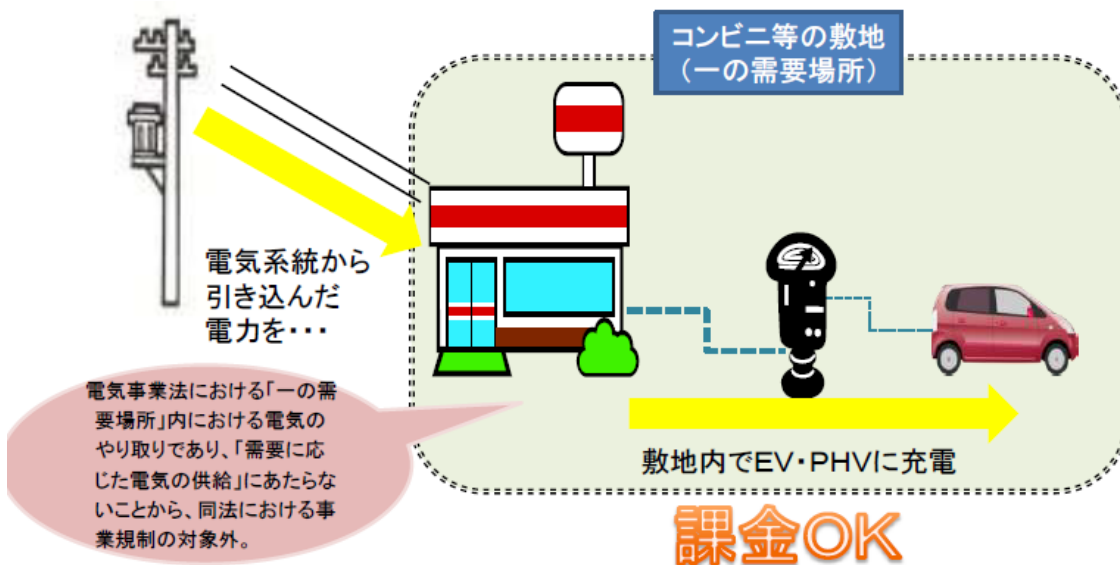 コンビニ等の敷地
（一の需要場所）
電気系統から
引き込んだ
電力を・・・
電気事業法における「一の需
要場所」内における電気の
やり取りであり、「需要に応
じた電気の供給」にあたらな
いことから、同法における事
業規制の対象外。
敷地内でEV・PHVに充電
課金OK